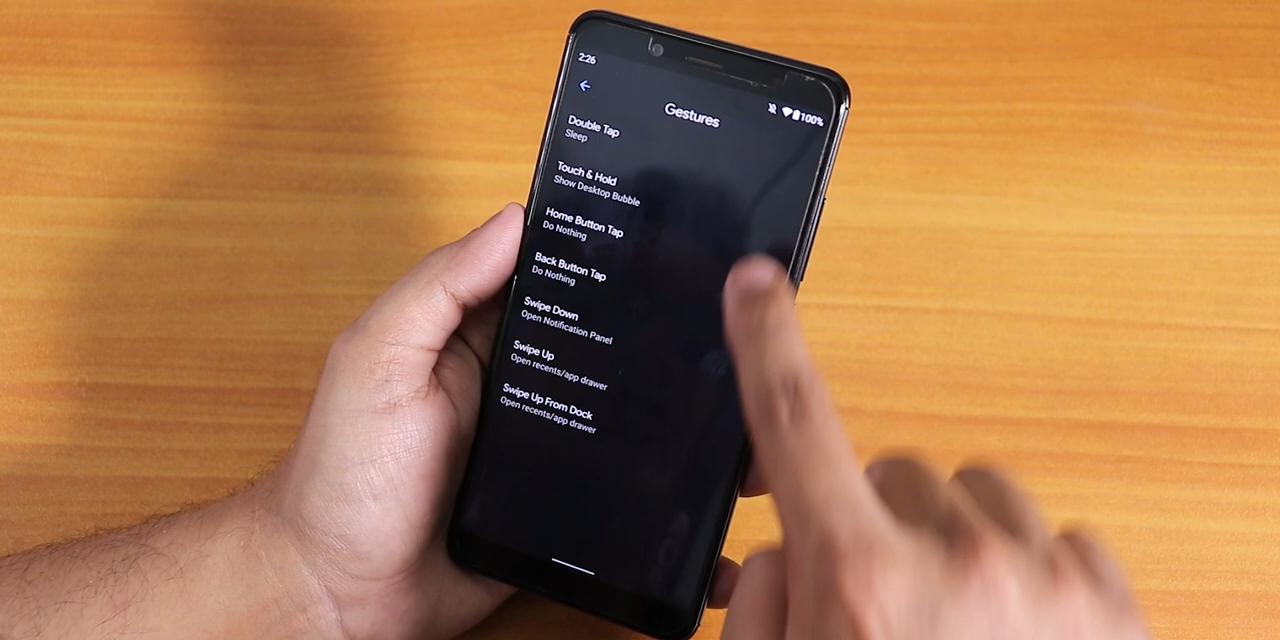 2:26
100%
Gestures
Double Tap
Sleep
Touch & Hold
Show Desktop Bubble
Home Button Tap
Do Nothing
Back Button Tap
Do Nothing
Swipe Down
Open Notification Panel
Swipe Up
Open recents/app drawer
Swipe Up From Dock
Open recents/app drawer